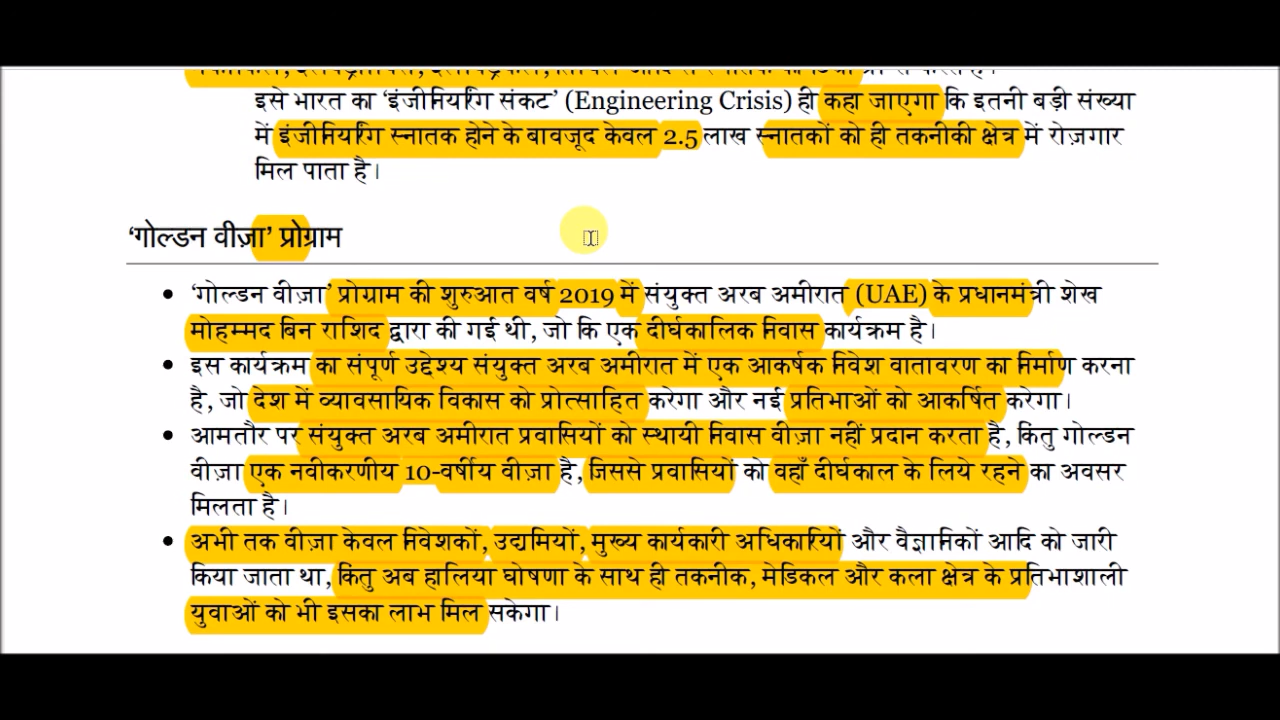 इसे भारत का ‘इंजीनियरिंग संकट’ (Engineering Crisis) ही कहा जाएगा कि इतनी बड़ी संख्या
में इंजीनियरिंग स्नातक होने के बावजूद केवल 2.5 लाख स्नातकों को ही तकनीकी क्षेत्र में रोज़गार
मिल पाता है।
‘गोल्डन वीज़ा’ प्रोग्राम
• ‘गोल्डन वीज़ा’ प्रोग्राम की शुरुआत वर्ष 2019 में संयुक्त अरब अमीरात (UAE) के प्रधानमंत्री शेख
मोहम्मद बिन राशिद द्वारा की गई थी, जो कि एक दीर्घकालिक निवास कार्यक्रम है।
• इस कार्यक्रम का संपूर्ण उद्देश्य संयुक्त अरब अमीरात में एक आकर्षक निवेश वातावरण का निर्माण करना
है, जो देश में व्यावसायिक विकास को प्रोत्साहित करेगा और नई प्रतिभाओं को आकर्षित करेगा।
• आमतौर पर संयुक्त अरब अमीरात प्रवासियों को स्थायी निवास वीज़ा नहीं प्रदान करता है, किंतु गोल्डन
वीज़ा एक नवीकरणीय 10-वर्षीय वीज़ा है, जिससे प्रवासियों को वहाँ दीर्घकाल के लिये रहने का अवसर
मिलता है।
• अभी तक वीज़ा केवल निवेशकों, उद्यमियों, मुख्य कार्यकारी अधिकारियों और वैज्ञानिकों आदि को जारी
किया जाता था, किंतु अब हालिया घोषणा के साथ ही तकनीक, मेडिकल और कला क्षेत्र के प्रतिभाशाली
युवाओं को भी इसका लाभ मिल सकेगा।